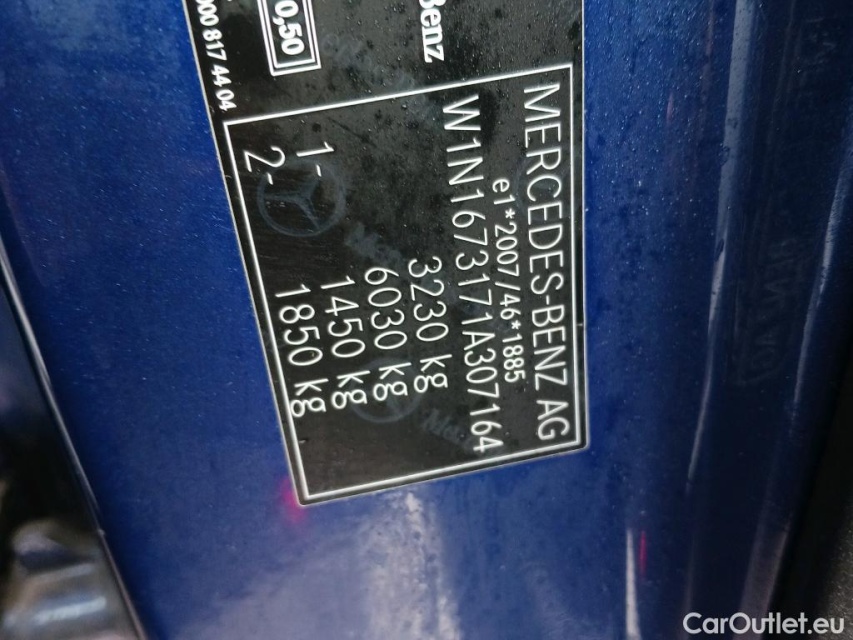 Benz
0,50
000 817 44 04
MERCEDES-BENZ AG
e1*2007/46*1885
W1N1673171A307164
3230 kg
6030 kg
1- 1450 kg
2- 1850 kg
CarOutlet.eu